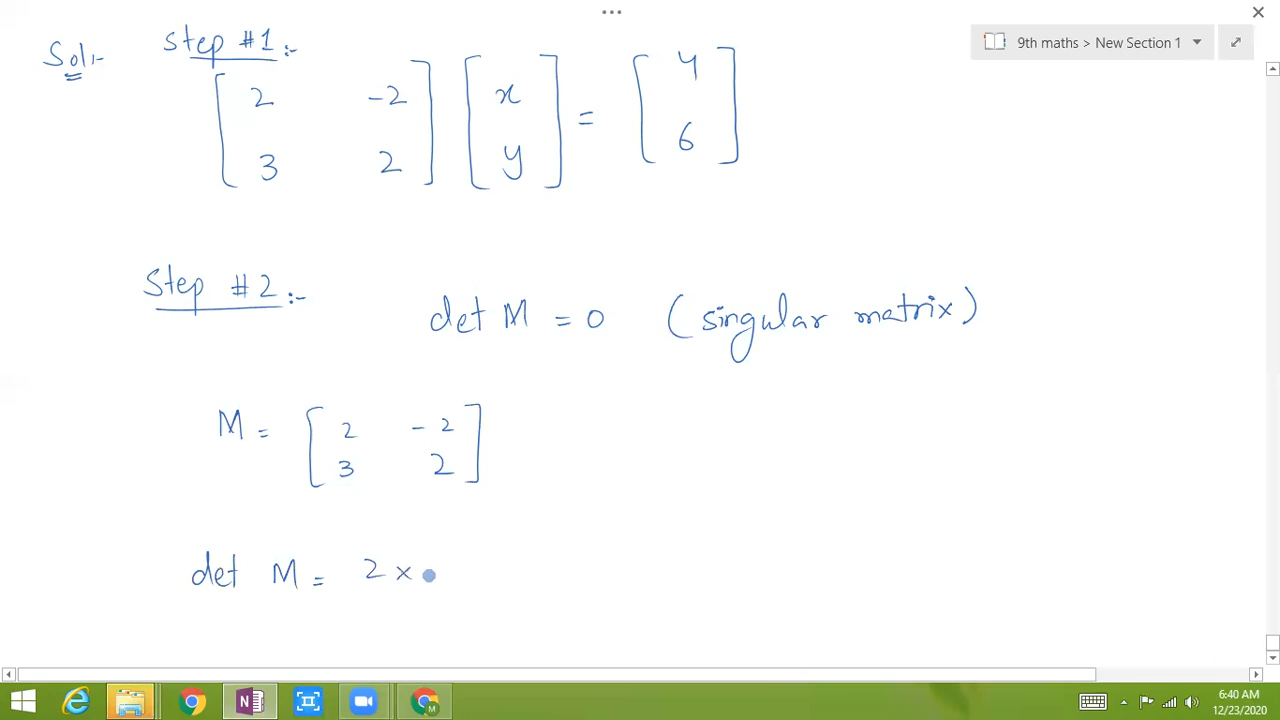 9th maths > New Section 1
Sol:-
Step #1:-
[2 -2] [x] = [4]
[3 2] [y] [6]
Step #2:-
det M = 0 (singular metrix)
M = [2 -2]
[3 2]
det M = 2 ×
6:40 AM
12/23/2020